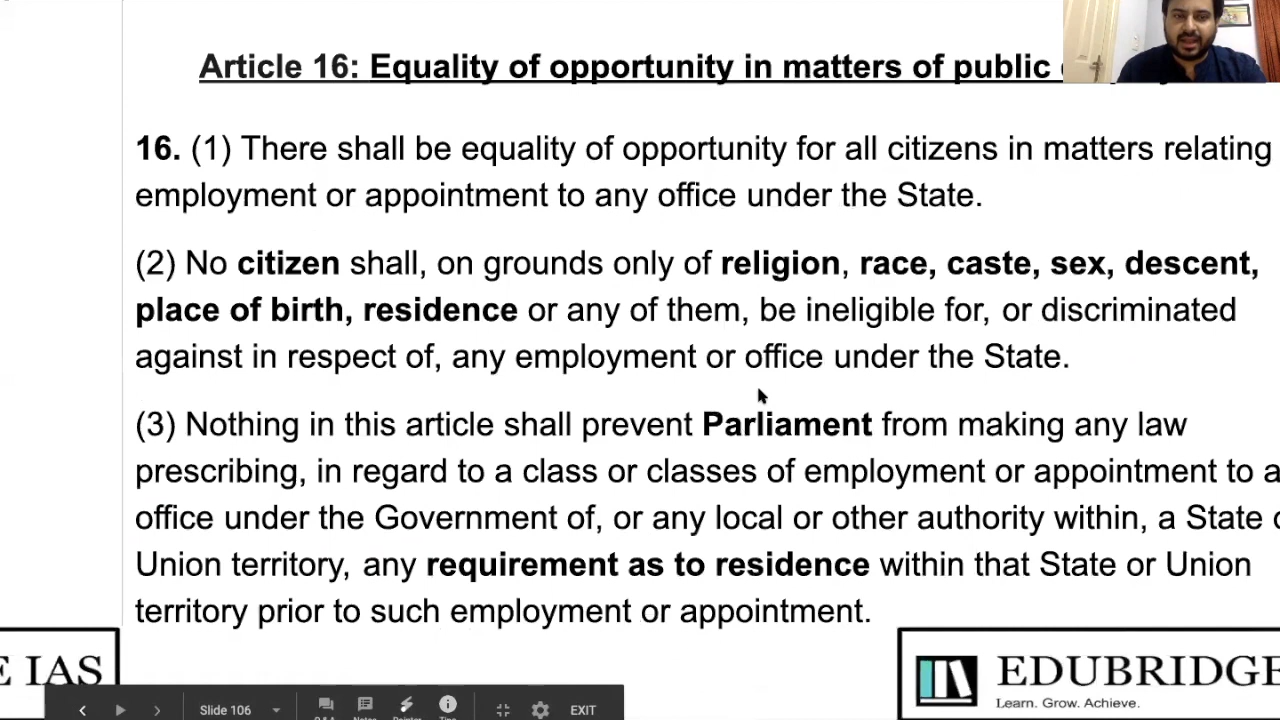 Article 16: Equality of opportunity in matters of public
16. (1) There shall be equality of opportunity for all citizens in matters relating
employment or appointment to any office under the State.
(2) No citizen shall, on grounds only of religion, race, caste, sex, descent,
place of birth, residence or any of them, be ineligible for, or discriminated
against in respect of, any employment or office under the State.
(3) Nothing in this article shall prevent Parliament from making any law
prescribing, in regard to a class or classes of employment or appointment to a
office under the Government of, or any local or other authority within, a State
Union territory, any requirement as to residence within that State or Union
territory prior to such employment or appointment.
E IAS
EDUBRIDGE
Learn. Grow. Achieve.
Slide 106
EXIT